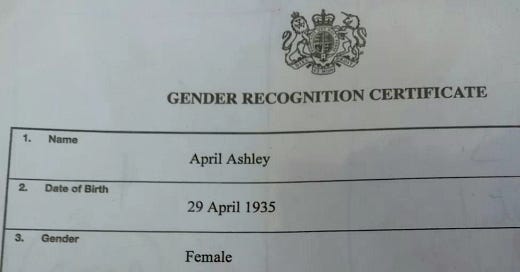 GENDER RECOGNITION CERTIFICATE
1. Name
April Ashley
2. Date of Birth
29 April 1935
3. Gender
Female